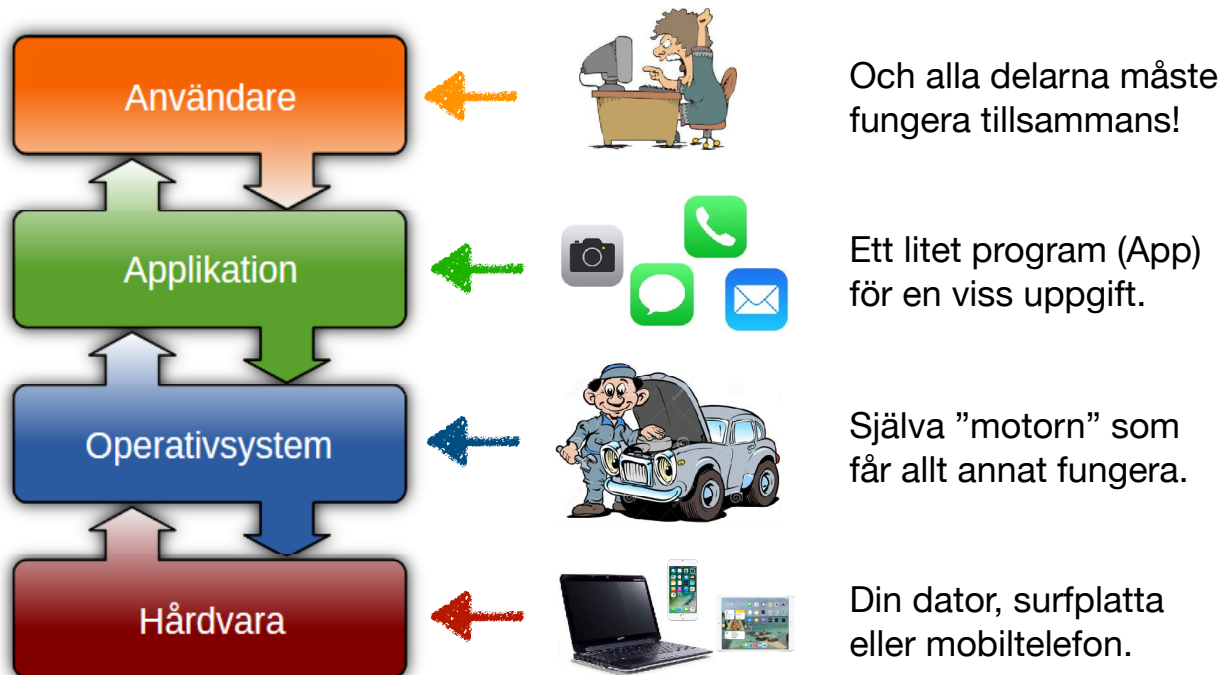 Användare
Och alla delarna måste
fungera tillsammans!
Applikation
Ett litet program (App)
för en viss uppgift.
Operativsystem
Själva ”motorn” som
får allt annat fungera.
Hårdvara
Din dator, surfplatta
eller mobiltelefon.